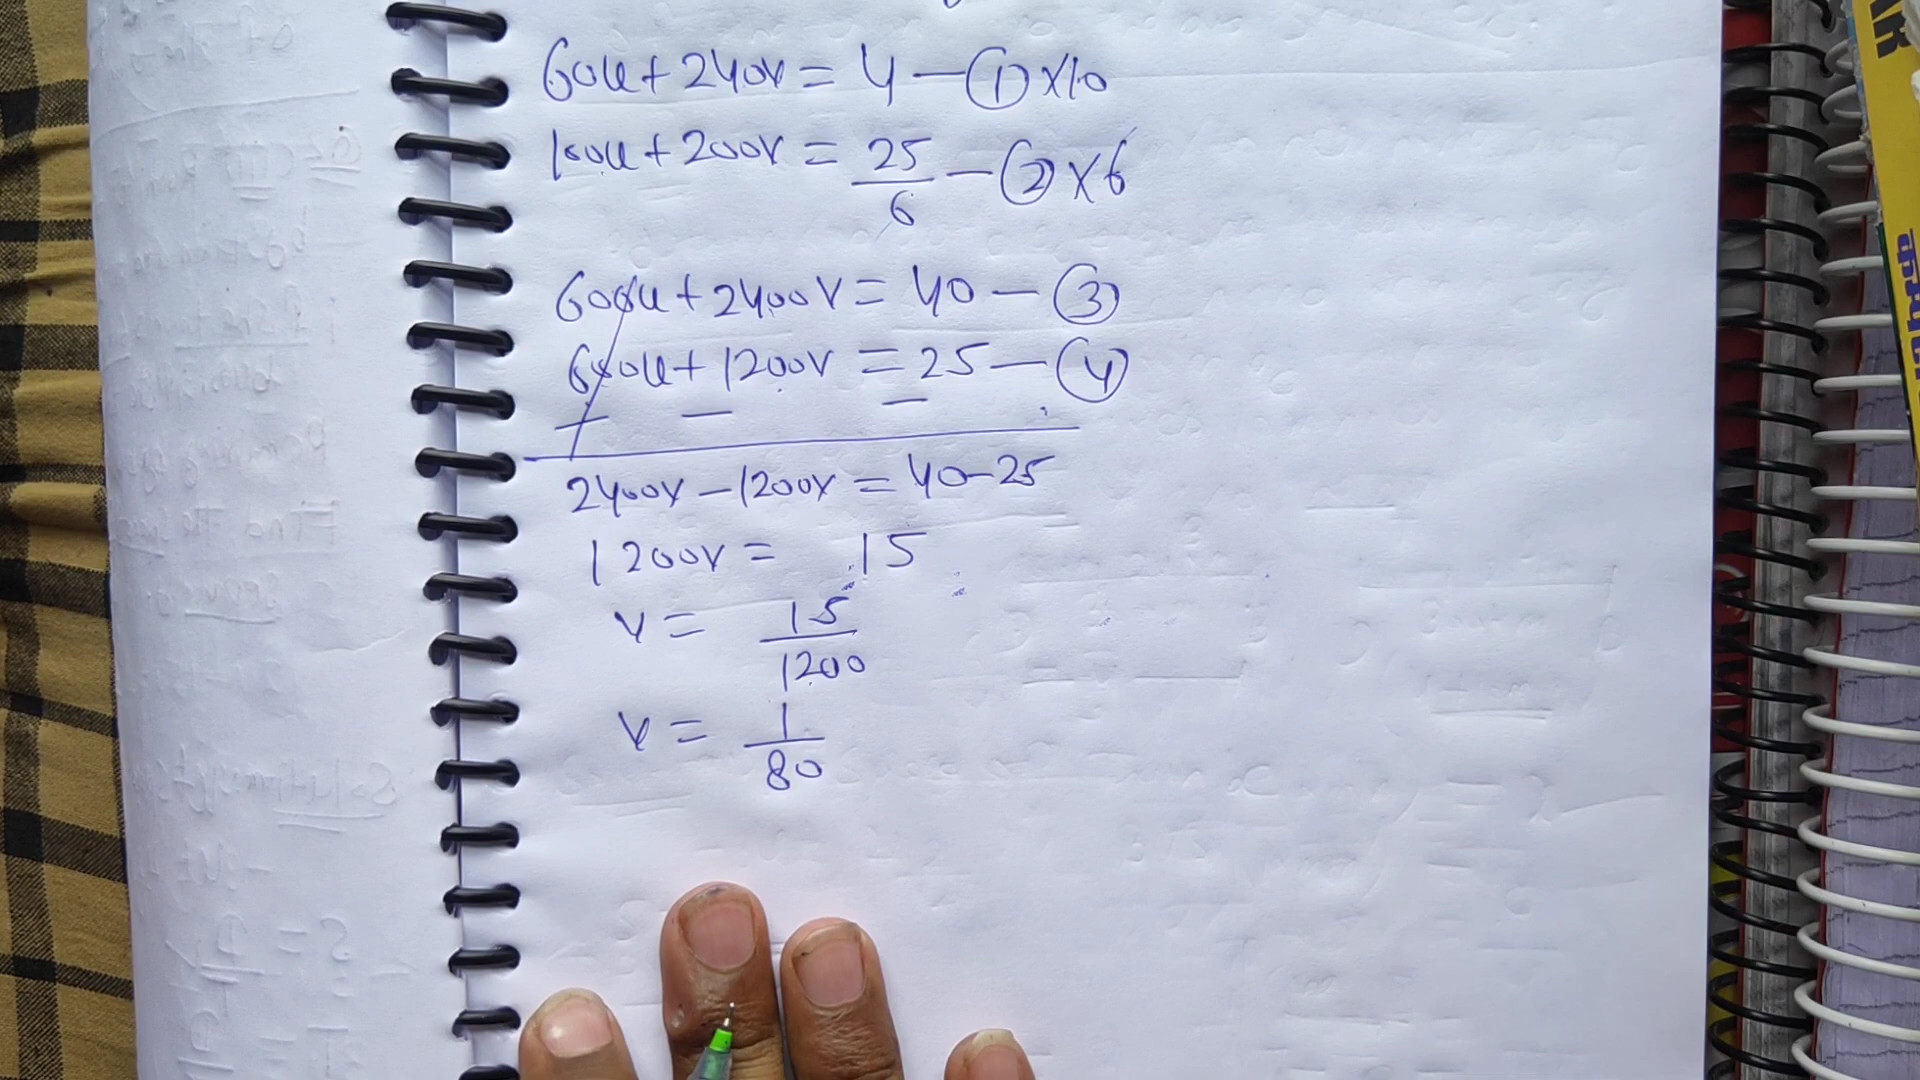 60u + 240v = 4 — ① × 10
100u + 200v = 25/6 — ② × 6
600u + 2400v = 40 — ③
600u + 1200v = 25 — ④
— — —
2400v – 1200v = 40 – 25
1200v = 15
v = 15/1200
v = 1/80